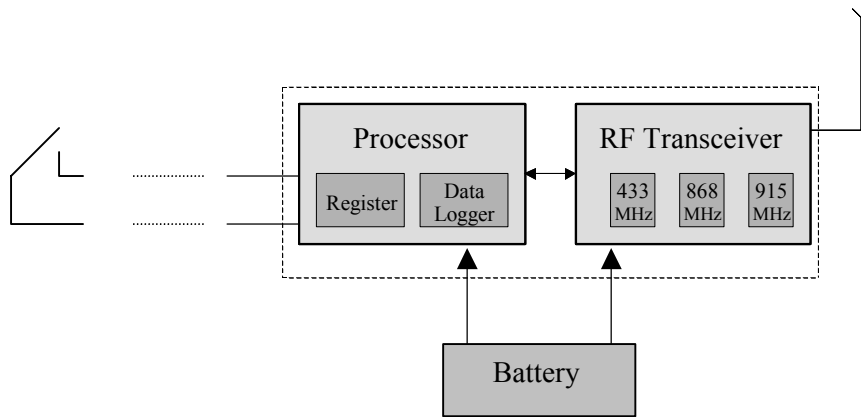 Processor
Register
Data
Logger
RF Transceiver
433
MHz
868
MHz
915
MHz
Battery